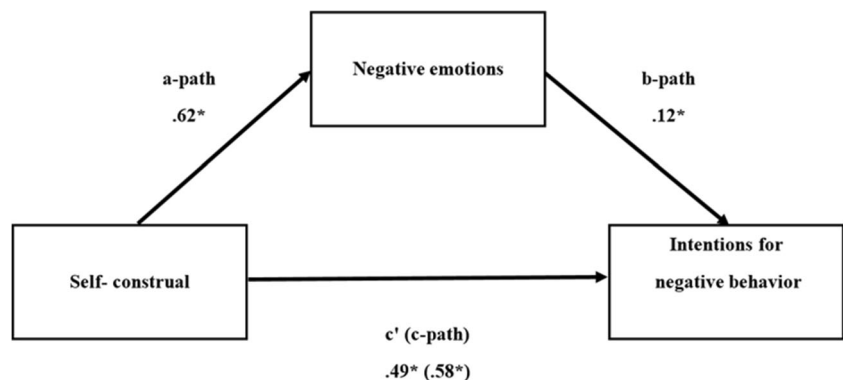 Negative emotions
a-path
.62*
b-path
.12*
Self- construal
Intentions for
negative behavior
c' (c-path)
.49* (.58*)